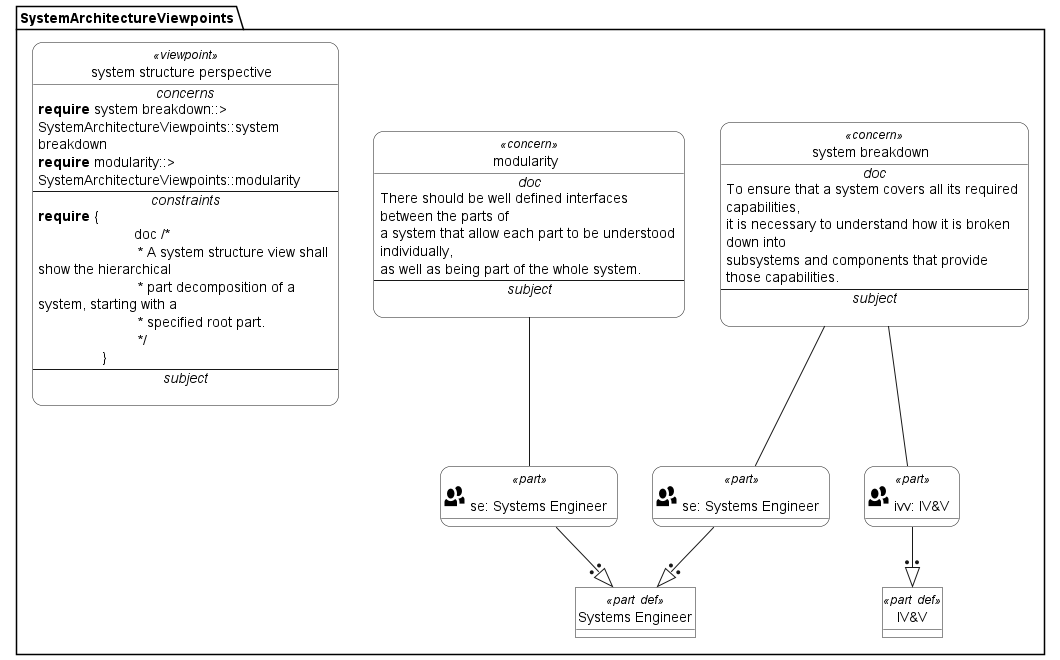 SystemArchitectureViewpoints
«viewpoint»
system structure perspective
concerns
require system breakdown::>
SystemArchitectureViewpoints::system
breakdown
require modularity::>
SystemArchitectureViewpoints::modularity
constraints
require {
doc /*
* A system structure view shall
show the hierarchical
* part decomposition of a
system, starting with a
* specified root part.
*/
}
subject
«concern»
modularity
doc
There should be well defined interfaces
between the parts of
a system that allow each part to be understood
individually,
as well as being part of the whole system.
subject
«concern»
system breakdown
doc
To ensure that a system covers all its required
capabilities,
it is necessary to understand how it is broken
down into
subsystems and components that provide
those capabilities.
subject
«part»
se: Systems Engineer
«part»
se: Systems Engineer
«part»
ivv: IV&V
«part def»
Systems Engineer
«part def»
IV&V